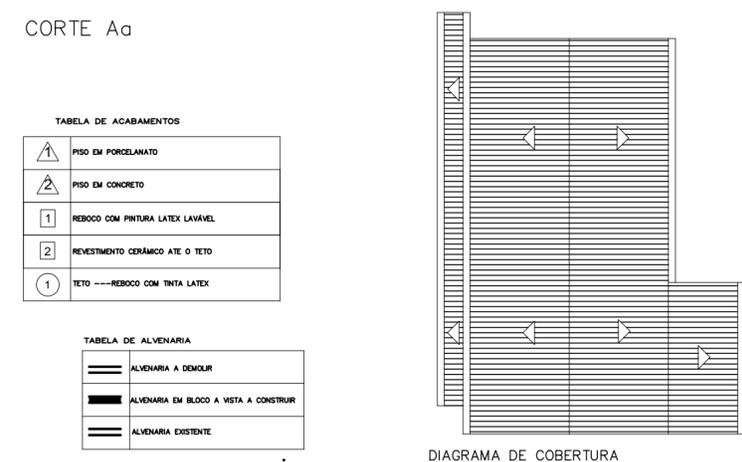 CORTE Aa
TABELA DE ACABAMENTOS
1 PISO EM PORCELANATO
2 PISO EM CONCRETO
1 REBOCO COM PINTURA LATEX LAVÁVEL
2 REVESTIMENTO CERÂMICO ATE O TETO
1 TETO ---REBOCO COM TINTA LATEX
TABELA DE ALVENARIA
ALVENARIA A DEMOLIR
ALVENARIA EM BLOCO A VISTA A CONSTRUIR
ALVENARIA EXISTENTE
DIAGRAMA DE COBERTURA